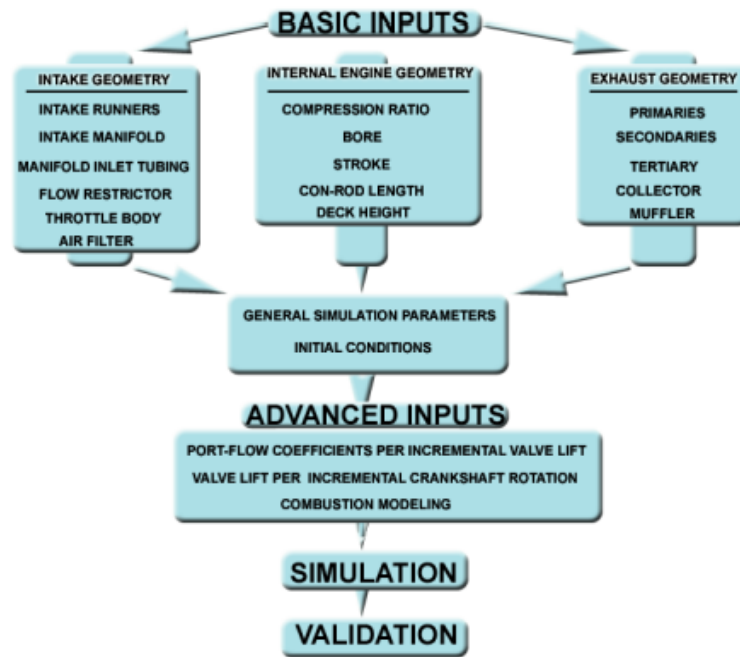 BASIC INPUTS
INTAKE GEOMETRY
INTAKE RUNNERS
INTAKE MANIFOLD
MANIFOLD INLET TUBING
FLOW RESTRICTOR
THROTTLE BODY
AIR FILTER
INTERNAL ENGINE GEOMETRY
COMPRESSION RATIO
BORE
STROKE
CON-ROD LENGTH
DECK HEIGHT
EXHAUST GEOMETRY
PRIMARIES
SECONDARIES
TERTIARY
COLLECTOR
MUFFLER
GENERAL SIMULATION PARAMETERS
INITIAL CONDITIONS
ADVANCED INPUTS
PORT-FLOW COEFFICIENTS PER INCREMENTAL VALVE LIFT
VALVE LIFT PER INCREMENTAL CRANKSHAFT ROTATION
COMBUSTION MODELING
SIMULATION
VALIDATION